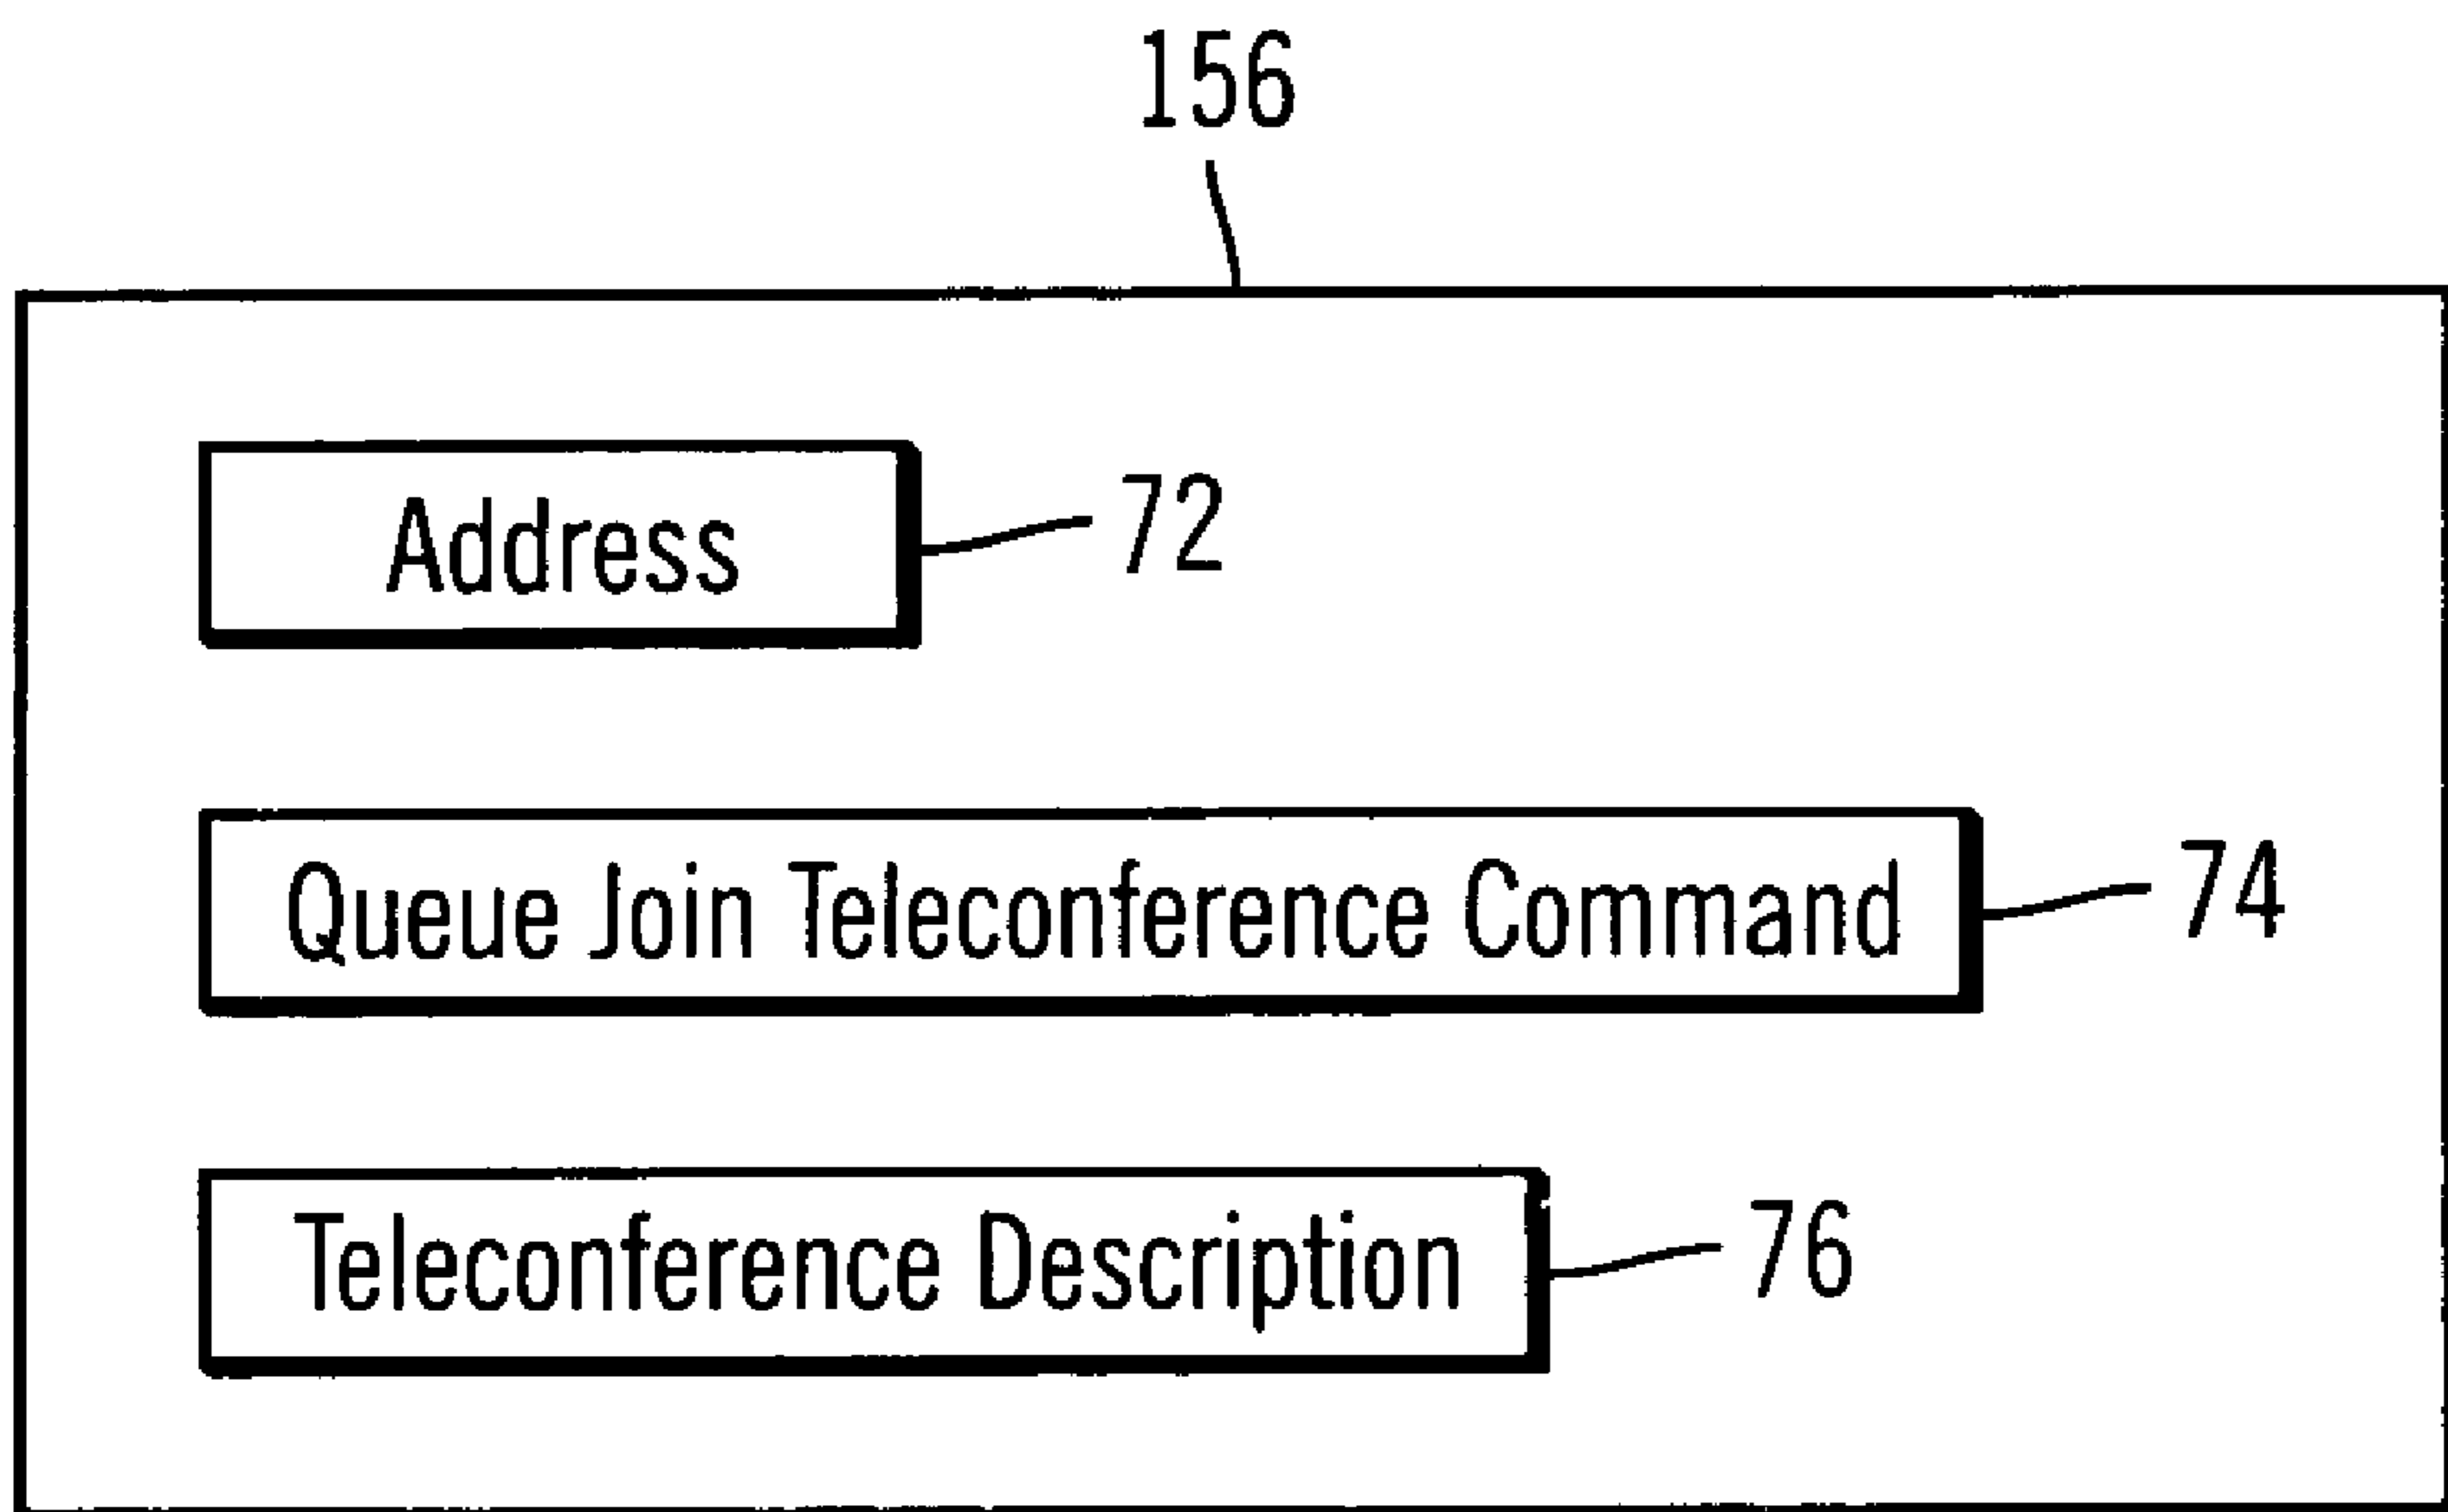 156
Address 72
Queue Join Teleconference Command 74
Teleconference Description 76